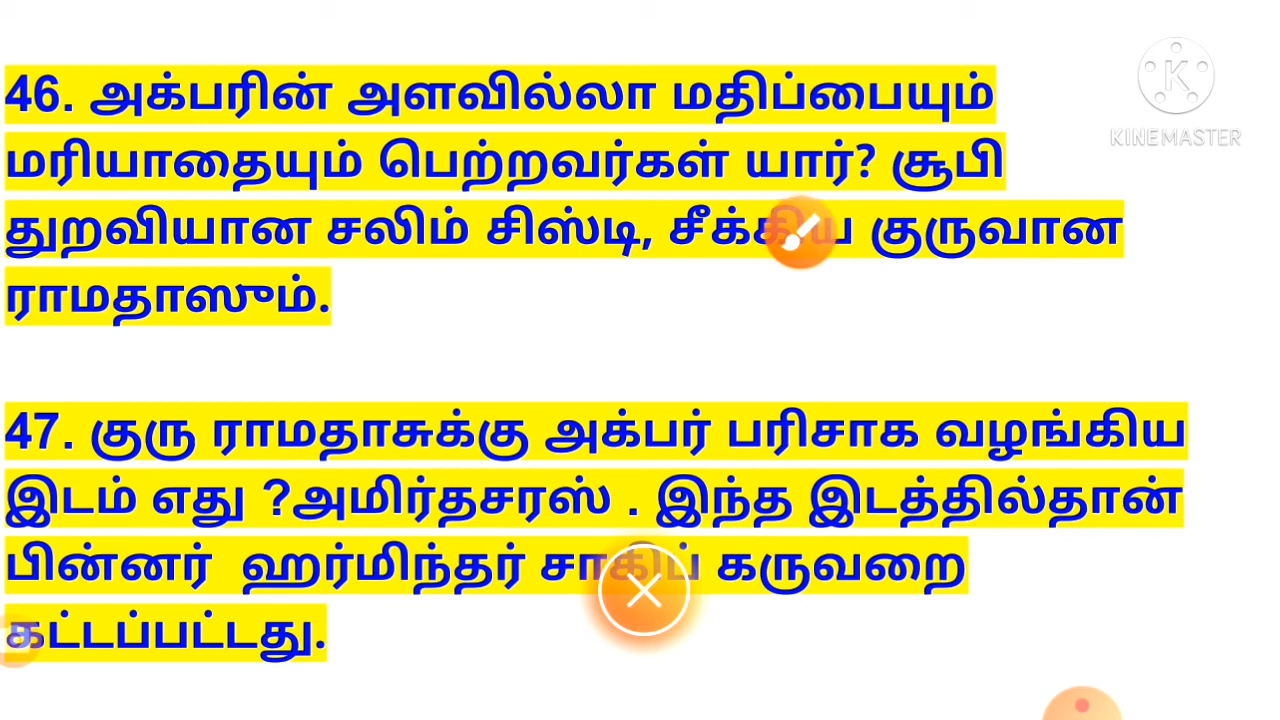 46. அக்பரின் அளவில்லா மதிப்பையும்
மரியாதையும் பெற்றவர்கள் யார்? சூபி
துறவியான சலிம் சிஸ்டி, சீக்கிய குருவான
ராமதாஸும்.
47. குரு ராமதாசுக்கு அக்பர் பரிசாக வழங்கிய
இடம் எது ?அமிர்தசரஸ் . இந்த இடத்தில்தான்
பின்னர் ஹர்மிந்தர் சாகிப் கருவறை
கட்டப்பட்டது.
KINEMASTER